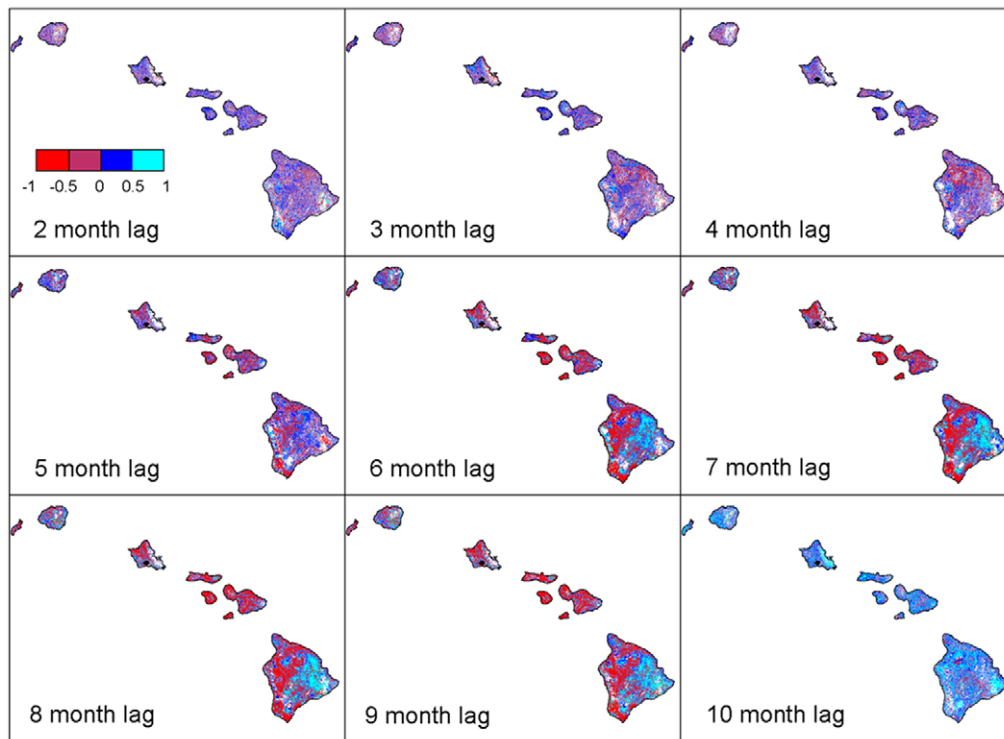 -1 -0.5 0 0.5 1
2 month lag
3 month lag
4 month lag
5 month lag
6 month lag
7 month lag
8 month lag
9 month lag
10 month lag